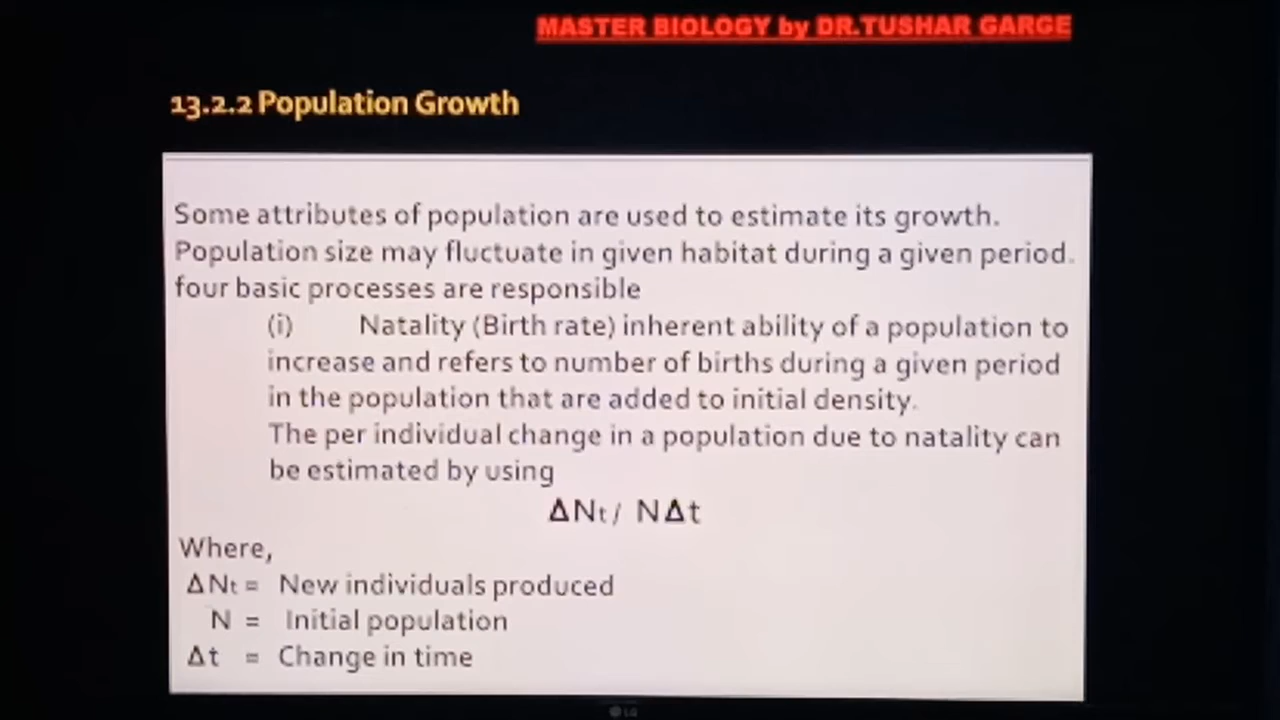 MASTER BIOLOGY by DR.TUSHAR GARGE
13.2.2 Population Growth
Some attributes of population are used to estimate its growth.
Population size may fluctuate in given habitat during a given period.
four basic processes are responsible
(i) Natality (Birth rate) inherent ability of a population to
increase and refers to number of births during a given period
in the population that are added to initial density.
The per individual change in a population due to natality can
be estimated by using
ΔNt/ NΔt
Where,
ΔNt = New individuals produced
N = Initial population
Δt = Change in time
LG